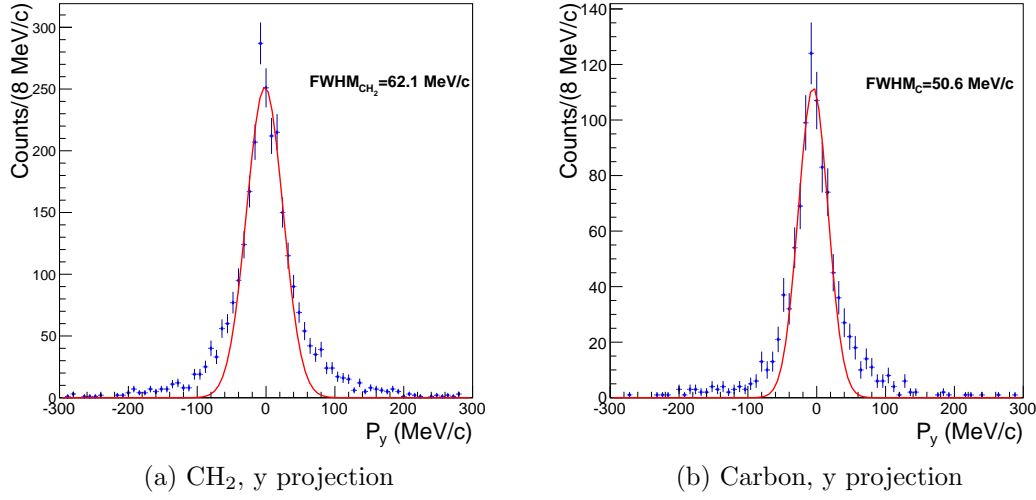 Counts/(8 MeV/c)
300
250
200
150
100
50
0
FWHM_CH₂=62.1 MeV/c
-300 -200 -100 0 100 200 300
P_y (MeV/c)
(a) CH₂, y projection
Counts/(8 MeV/c)
140
120
100
80
60
40
20
0
FWHM_C=50.6 MeV/c
-300 -200 -100 0 100 200 300
P_y (MeV/c)
(b) Carbon, y projection